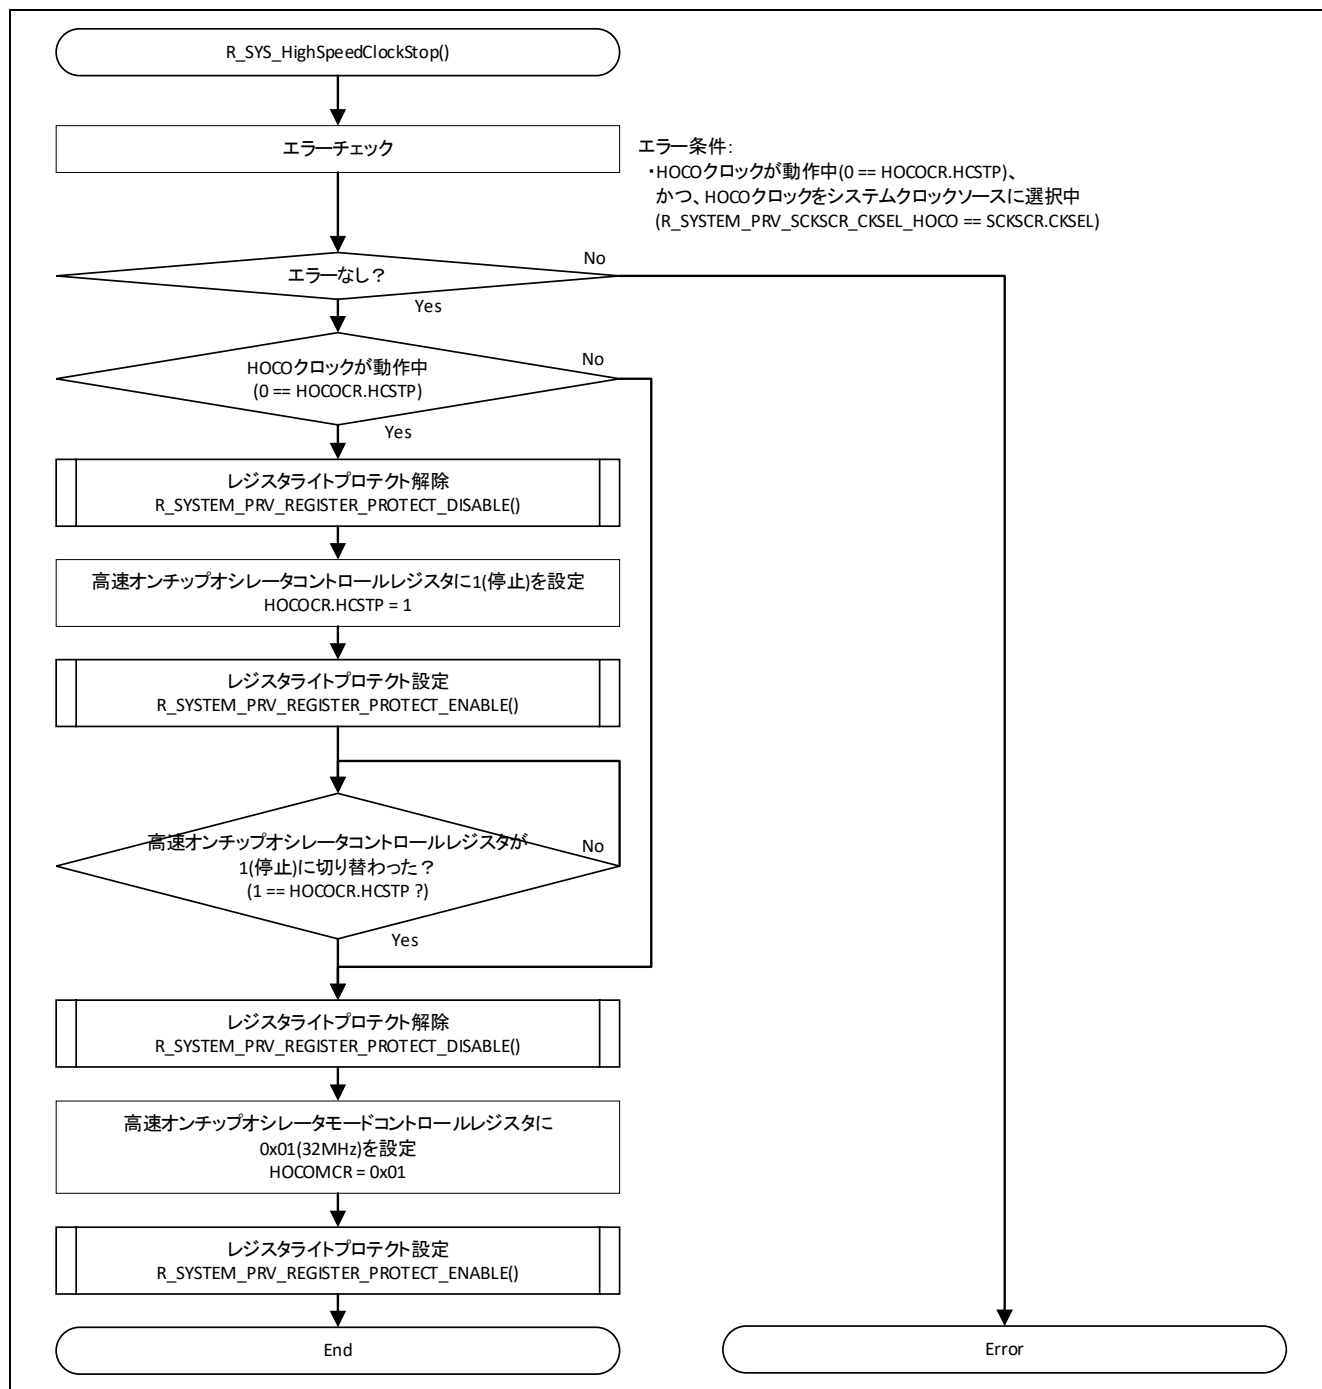 R_SYS_HighSpeedClockStop()
エラーチェック
エラー条件:
・HOCOクロックが動作中(0 == HOCOCR.HCSTP)、
かつ、HOCOクロックをシステムクロックソースに選択中
(R_SYSTEM_PRV_SCKSCR_CKSEL_HOCO == SCKSCR.CKSEL)
エラーなし？
No
Yes
HOCOクロックが動作中
(0 == HOCOCR.HCSTP)
No
Yes
レジスタライトプロテクト解除
R_SYSTEM_PRV_REGISTER_PROTECT_DISABLE()
高速オンチップオシレータコントロールレジスタに1(停止)を設定
HOCOCR.HCSTP = 1
レジスタライトプロテクト設定
R_SYSTEM_PRV_REGISTER_PROTECT_ENABLE()
高速オンチップオシレータコントロールレジスタが
1(停止)に切り替わった？
(1 == HOCOCR.HCSTP ?)
No
Yes
レジスタライトプロテクト解除
R_SYSTEM_PRV_REGISTER_PROTECT_DISABLE()
高速オンチップオシレータモードコントロールレジスタに
0x01(32MHz)を設定
HOCOMCR = 0x01
レジスタライトプロテクト設定
R_SYSTEM_PRV_REGISTER_PROTECT_ENABLE()
End
Error